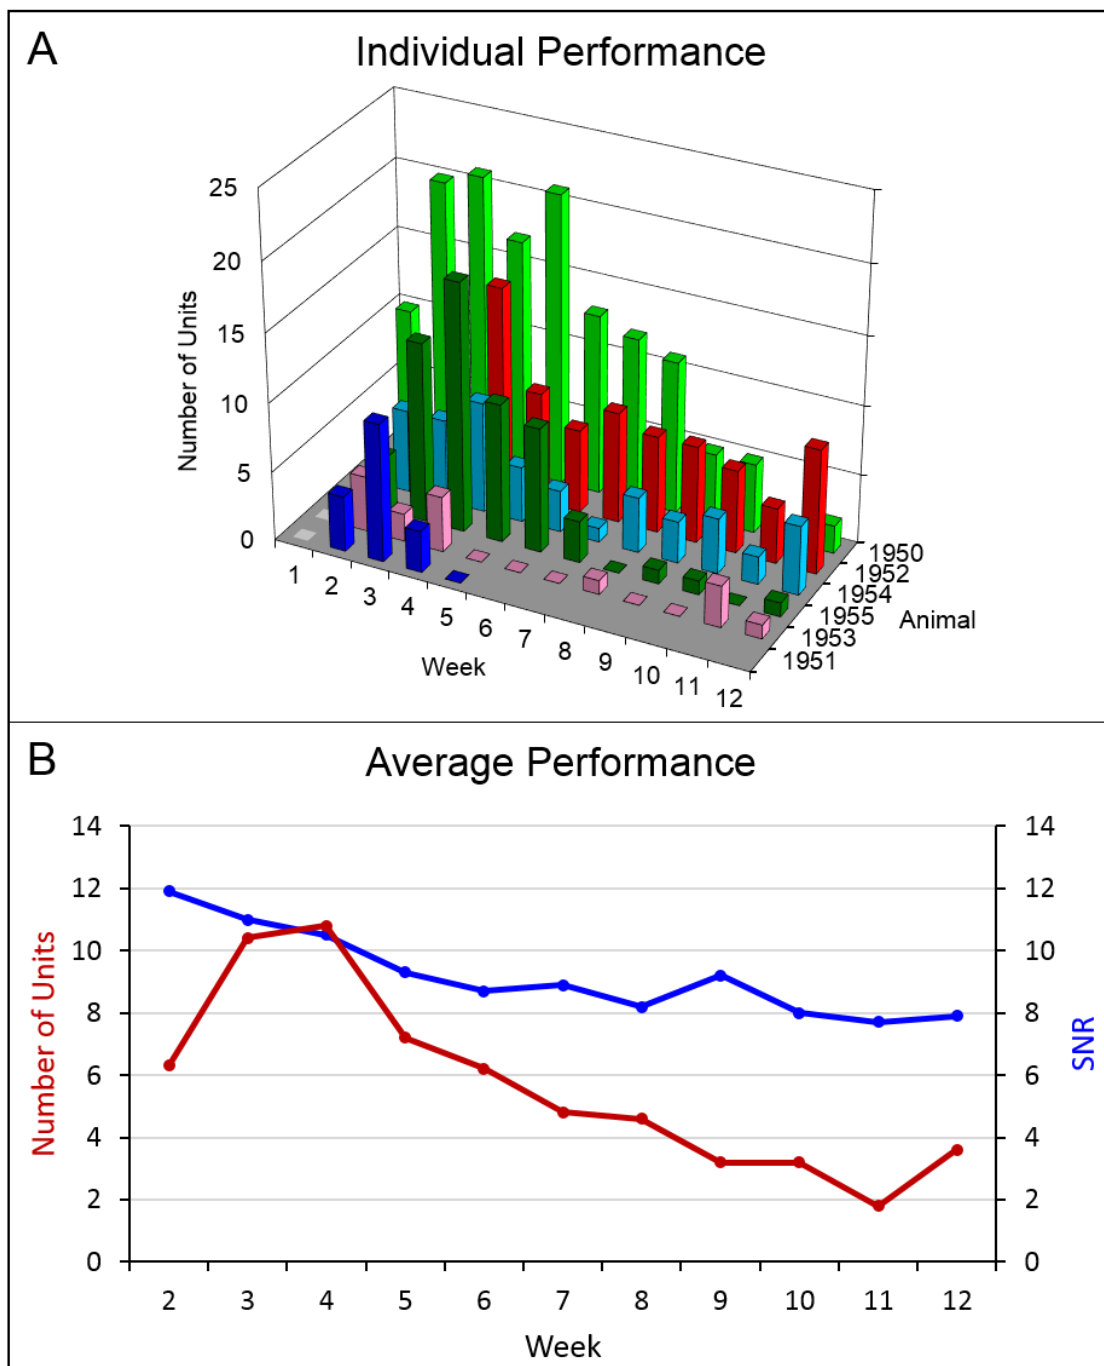 A
Individual Performance
25
20
15
10
5
0
Number of Units
1
2
3
4
5
6
7
8
9
10
11
12
Week
1950
1952
1954
1955
1953
1951
Animal
B
Average Performance
14 14
12 12
10 10
8 8
6 6
4 4
2 2
0 0
Number of Units
SNR
2 3 4 5 6 7 8 9 10 11 12
Week